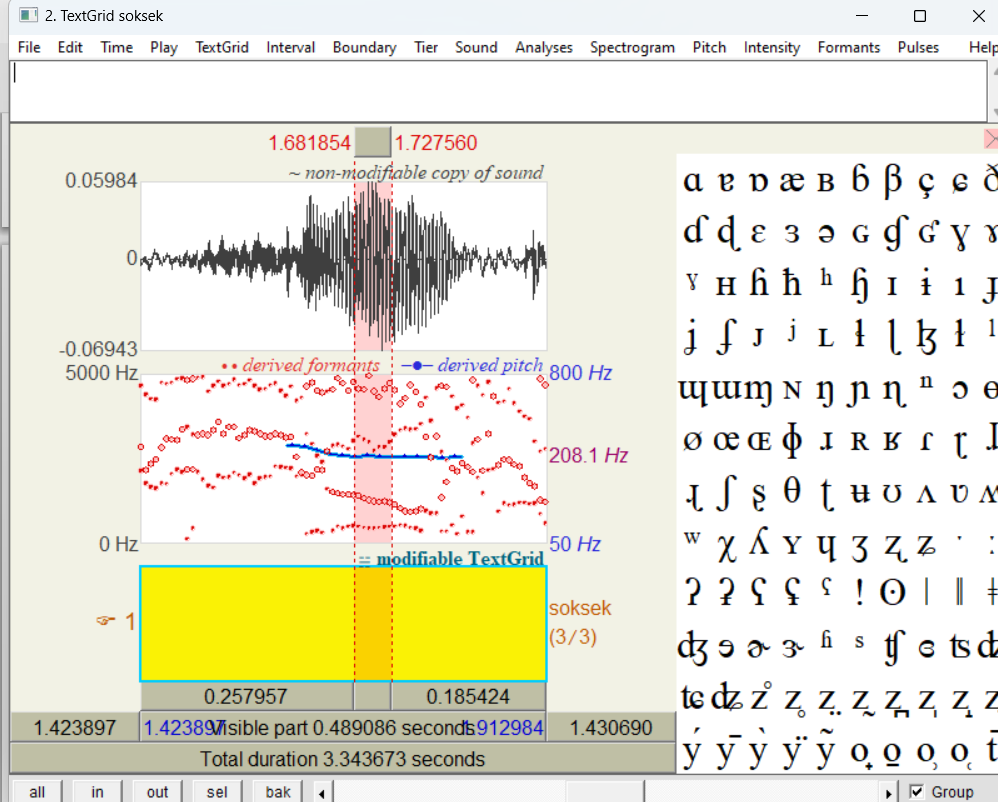 2. TextGrid soksek
File Edit Time Play TextGrid Interval Boundary Tier Sound Analyses Spectrogram Pitch Intensity Formants Pulses Help
1.681854 1.727560
~ non-modifiable copy of sound
0.05984
0
-0.06943
5000 Hz derived formants derived pitch 800 Hz
208.1 Hz
0 Hz 50 Hz
modifiable TextGrid
☞ 1 soksek
(3/3)
0.257957 0.185424
1.423897 1.423897 Visible part 0.489086 seconds 1.912984 1.430690
Total duration 3.343673 seconds
all in out sel bak Group
ɑ ɐ ɒ æ ʙ ɓ β ç ɕ ð
ɗ ɖ ɛ ɜ ə ɢ ɠ ʛ ɣ ɤ
ˠ ʜ ɦ ħ ʰ ɧ ɪ ɨ ı ɟ
ʝ ʄ ɹ ʲ ʟ ɫ ɭ ɮ ɬ ˡ
ɰ ɯ ɱ ɴ ŋ ɲ ɳ ⁿ ɔ ɵ
ø œ ɶ ɸ ɹ ʀ ʁ ɾ ɽ
ɻ ʃ ʂ θ ʈ ʉ ʊ ʌ ʋ ʍ
ʷ χ ʎ ʏ ɥ ʒ ʐ ʑ ˑ ː
ʔ ʡ ʕ ʢ ˤ ! ʘ ǀ ǁ ǂ
ʤ ɘ ɚ ɝ ʱ ˢ ʧ ɞ ʦ ʣ
ʨ ʥ z̊ z̥ z̤ z̰ z̪ z̩ z̟ z̠
ý ȳ ỳ ÿ ỹ